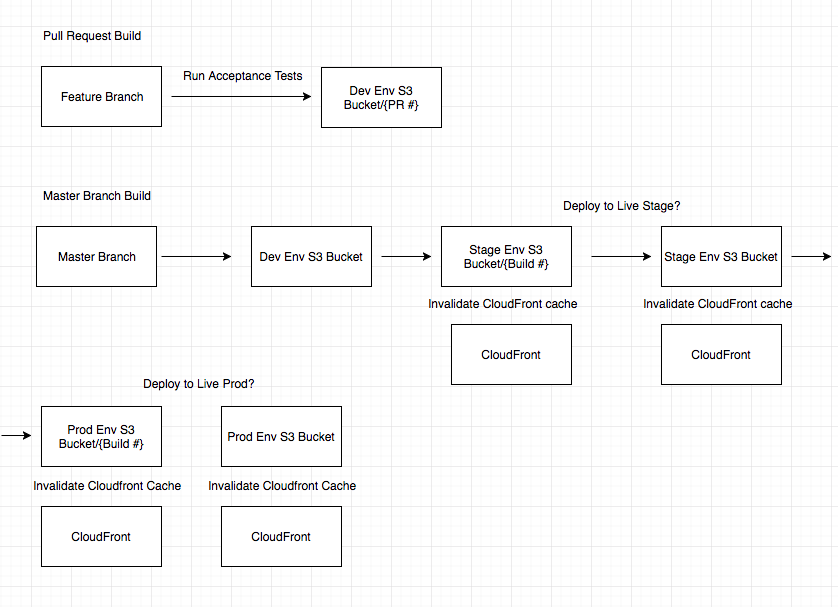 Pull Request Build
Feature Branch
Run Acceptance Tests
Dev Env S3
Bucket/{PR #}
Master Branch Build
Deploy to Live Stage?
Master Branch
Dev Env S3 Bucket
Stage Env S3
Bucket/{Build #}
Stage Env S3 Bucket
Invalidate CloudFront cache
Invalidate CloudFront cache
CloudFront
CloudFront
Deploy to Live Prod?
Prod Env S3
Bucket/{Build #}
Prod Env S3 Bucket
Invalidate Cloudfront Cache
Invalidate Cloudfront Cache
CloudFront
CloudFront